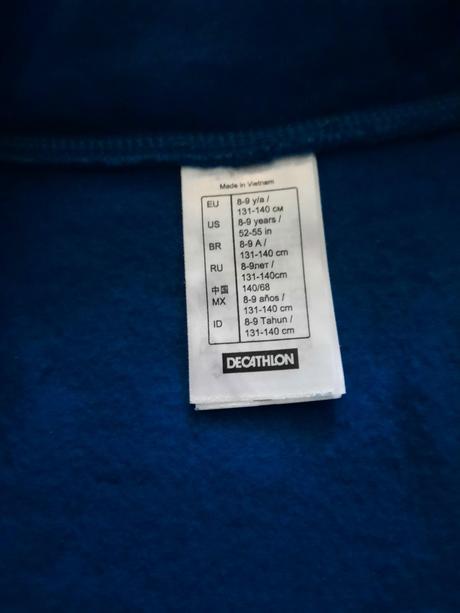 Made in Vietnam
EU 8-9 y/a /
131-140 см
US 8-9 years /
52-55 in
BR 8-9 A /
131-140 cm
RU 8-9лет /
131-140cm
中国 140/68
MX 8-9 años /
131-140 cm
ID 8-9 Tahun /
131-140 cm
DECATHLON